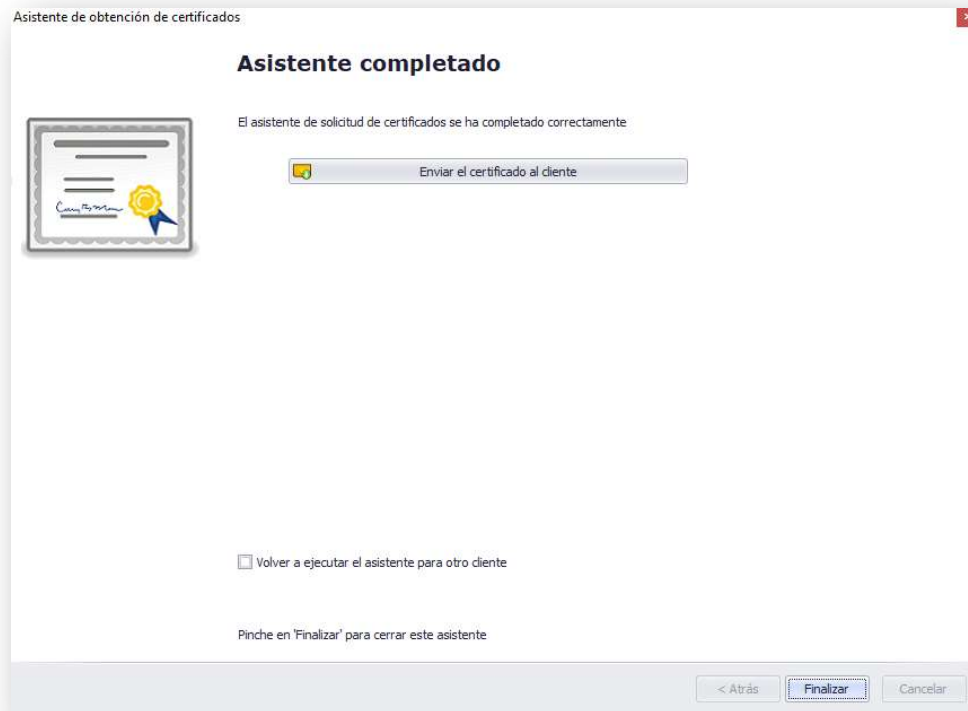 Asistente de obtención de certificados
Asistente completado
El asistente de solicitud de certificados se ha completado correctamente
Enviar el certificado al cliente
Volver a ejecutar el asistente para otro cliente
Pinche en 'Finalizar' para cerrar este asistente
< Atrás
Finalizar
Cancelar